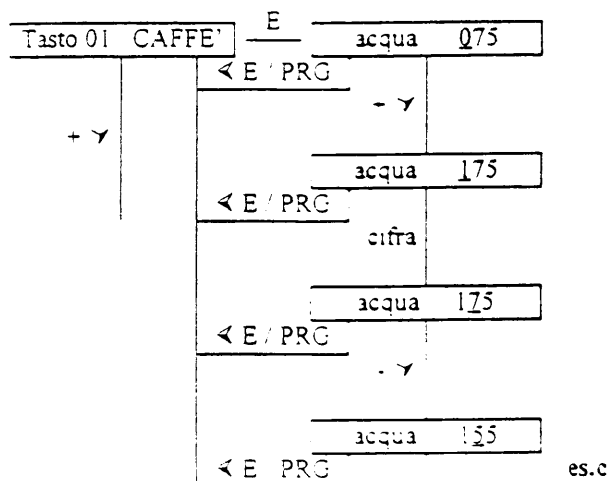 E
Tasto 01 CAFFE' acqua 075
E / PRG
+
+
acqua 175
E / PRG
cifra
acqua 175
E / PRG
-
acqua 155
E PRG
es.c